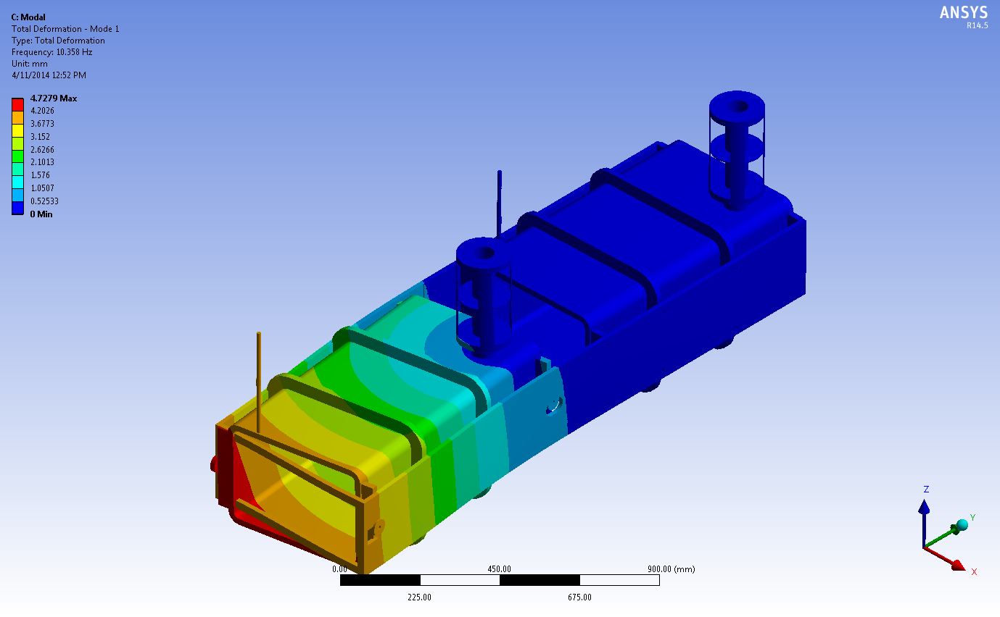 C: Modal
Total Deformation - Mode 1
Type: Total Deformation
Frequency: 10.358 Hz
Unit: mm
4/11/2014 12:52 PM
ANSYS
R14.5
4.7279 Max
4.2026
3.6773
3.152
2.6266
2.1013
1.576
1.0507
0.52533
0 Min
Z
Y
X
0.00
450.00
900.00 (mm)
225.00
675.00